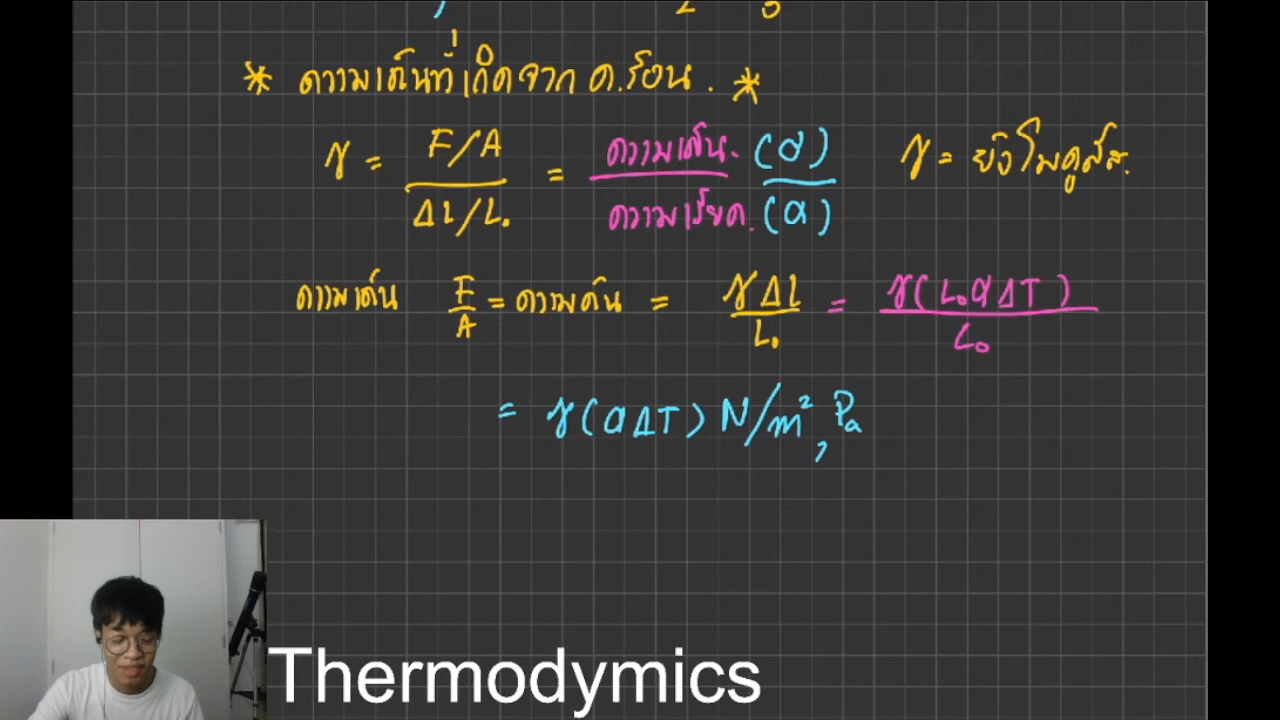 * ความเค้นที่เกิดจาก ค.ร้อน. *
γ = F/A / ΔL/L₀ = ความเค้น. (σ) / ความเครียด. (α) γ = ยังโมดูลัส.
ความเค้น F/A = ความดัน = γΔL / L₀ = γ(L₀αΔT) / L₀
= γ(αΔT) N/m², Pa
Thermodymics